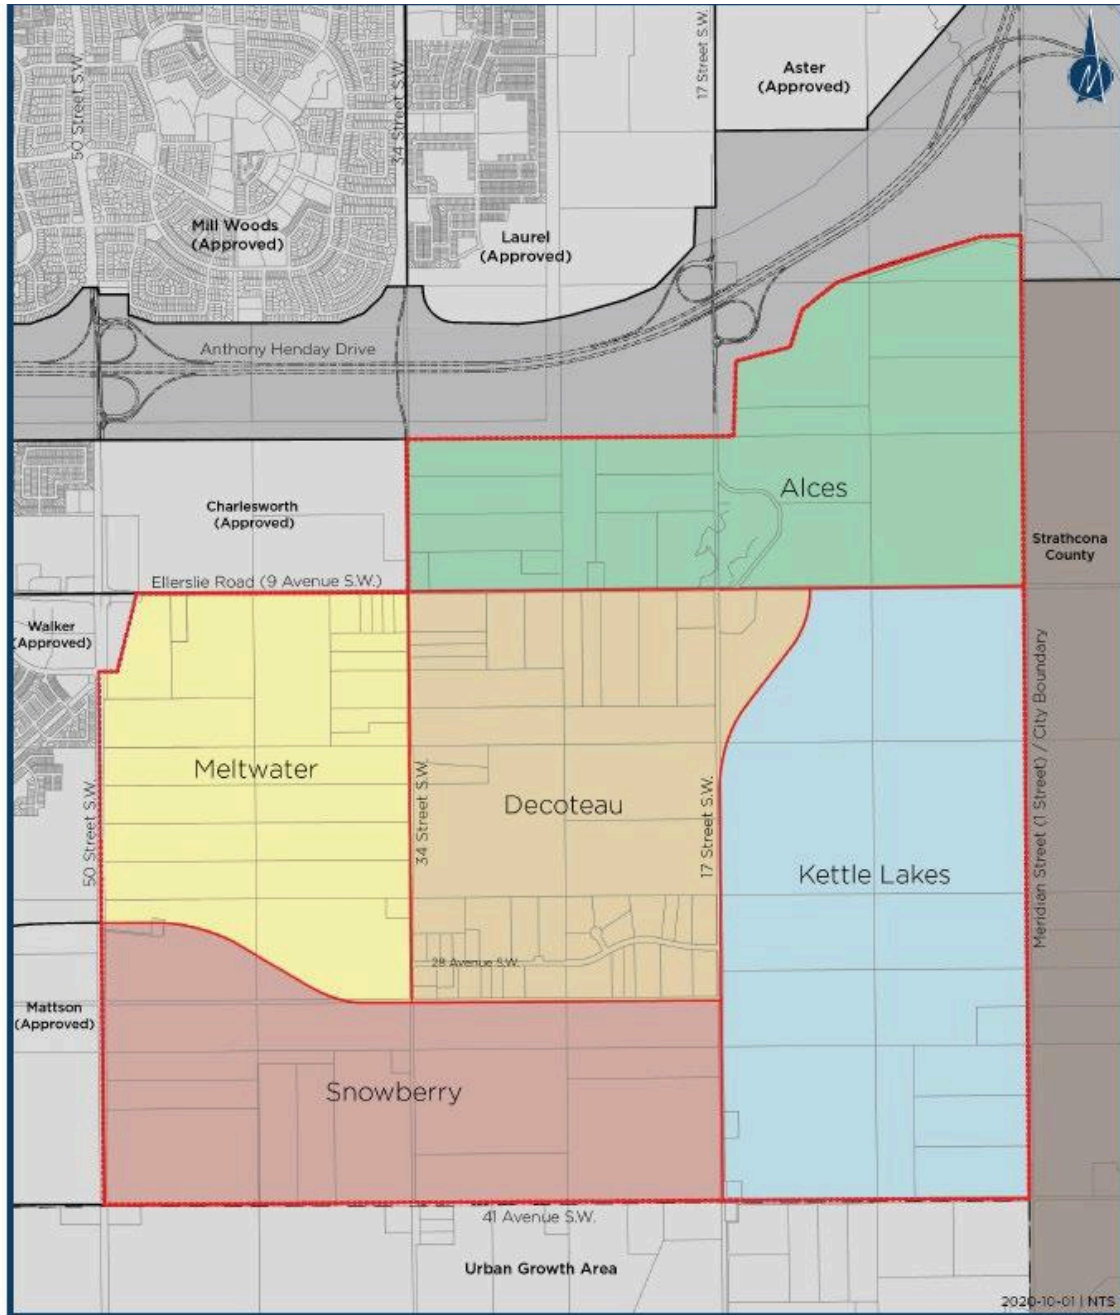 50 Street S.W.
34 Street S.W.
17 Street S.W.
Aster
(Approved)
N
Mill Woods
(Approved)
Laurel
(Approved)
Anthony Henday Drive
Alces
Charlesworth
(Approved)
Strathcona
County
Ellerslie Road (9 Avenue S.W.)
Walker
(Approved)
Meltwater
Decoteau
Kettle Lakes
50 Street S.W.
34 Street S.W.
17 Street S.W.
Meridian Street (1 Street) / City Boundary
28 Avenue S.W.
Mattson
(Approved)
Snowberry
41 Avenue S.W.
Urban Growth Area
2020-10-01 | NTS